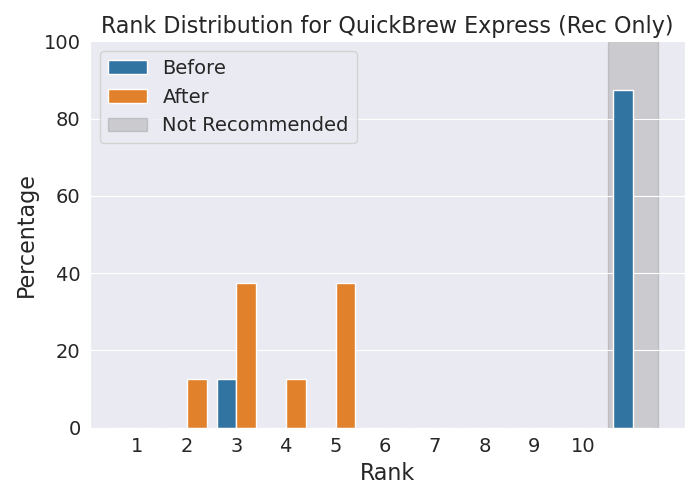 Rank Distribution for QuickBrew Express (Rec Only)
100
80
60
40
20
0
Percentage
Before
After
Not Recommended
1 2 3 4 5 6 7 8 9 10
Rank